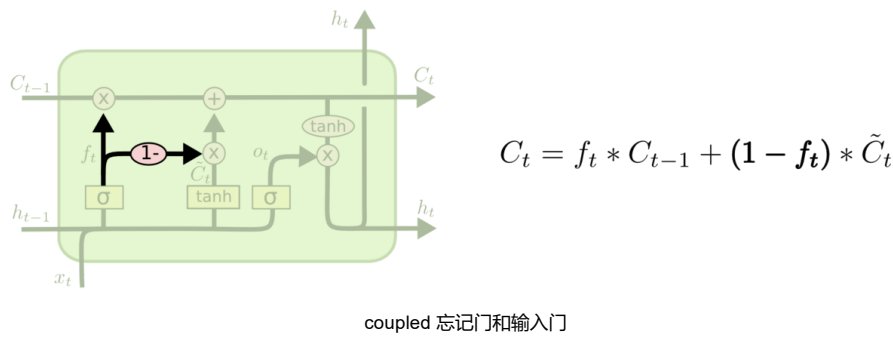 h_t
C_{t-1}
C_t
x
+
tanh
f_t
1-
x
o_t
x
C̃_t
σ
tanh
σ
h_{t-1}
h_t
x_t
C_t = f_t * C_{t-1} + (1 − f_t) * C̃_t
coupled 忘记门和输入门